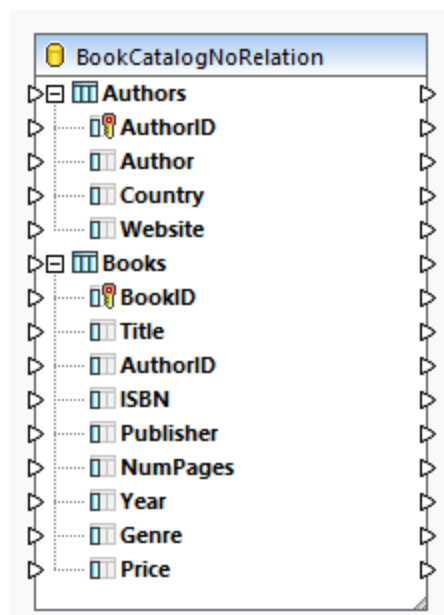 BookCatalogNoRelation
Authors
AuthorID
Author
Country
Website
Books
BookID
Title
AuthorID
ISBN
Publisher
NumPages
Year
Genre
Price